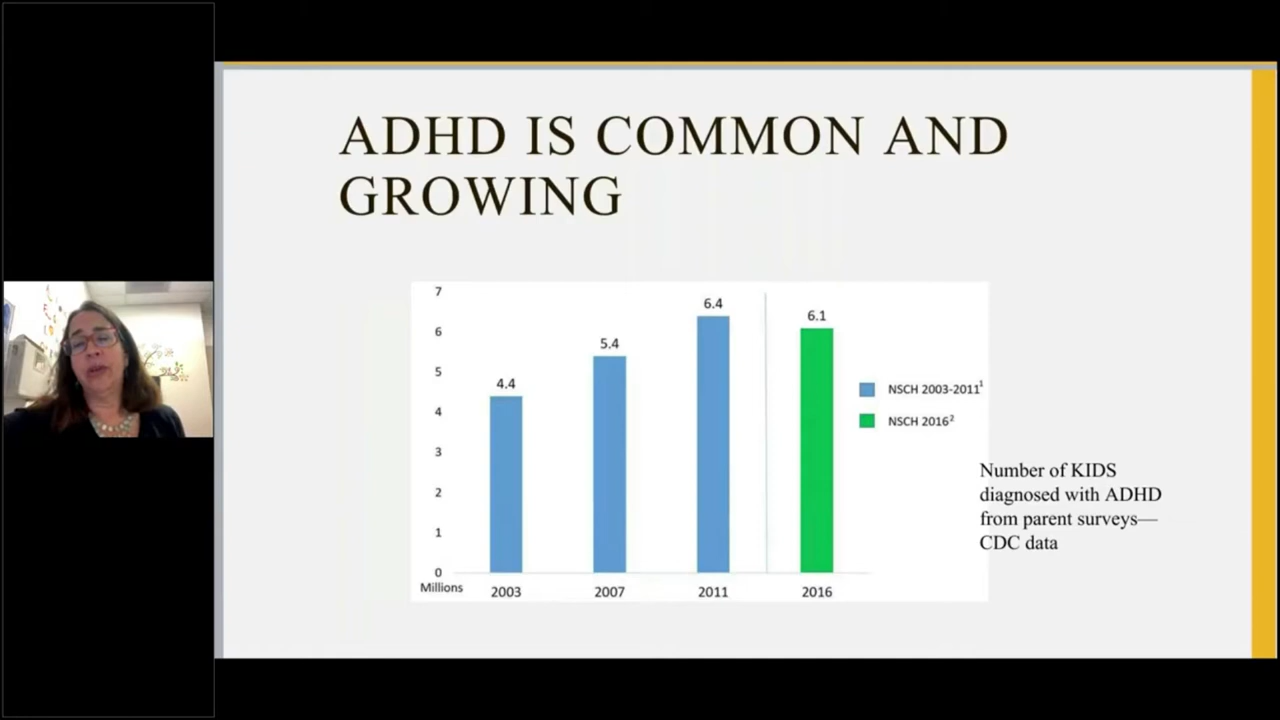 ADHD IS COMMON AND
GROWING
7
6
5
4
3
2
1
0
Millions
4.4
5.4
6.4
6.1
2003
2007
2011
2016
NSCH 2003-2011¹
NSCH 2016²
Number of KIDS
diagnosed with ADHD
from parent surveys—
CDC data